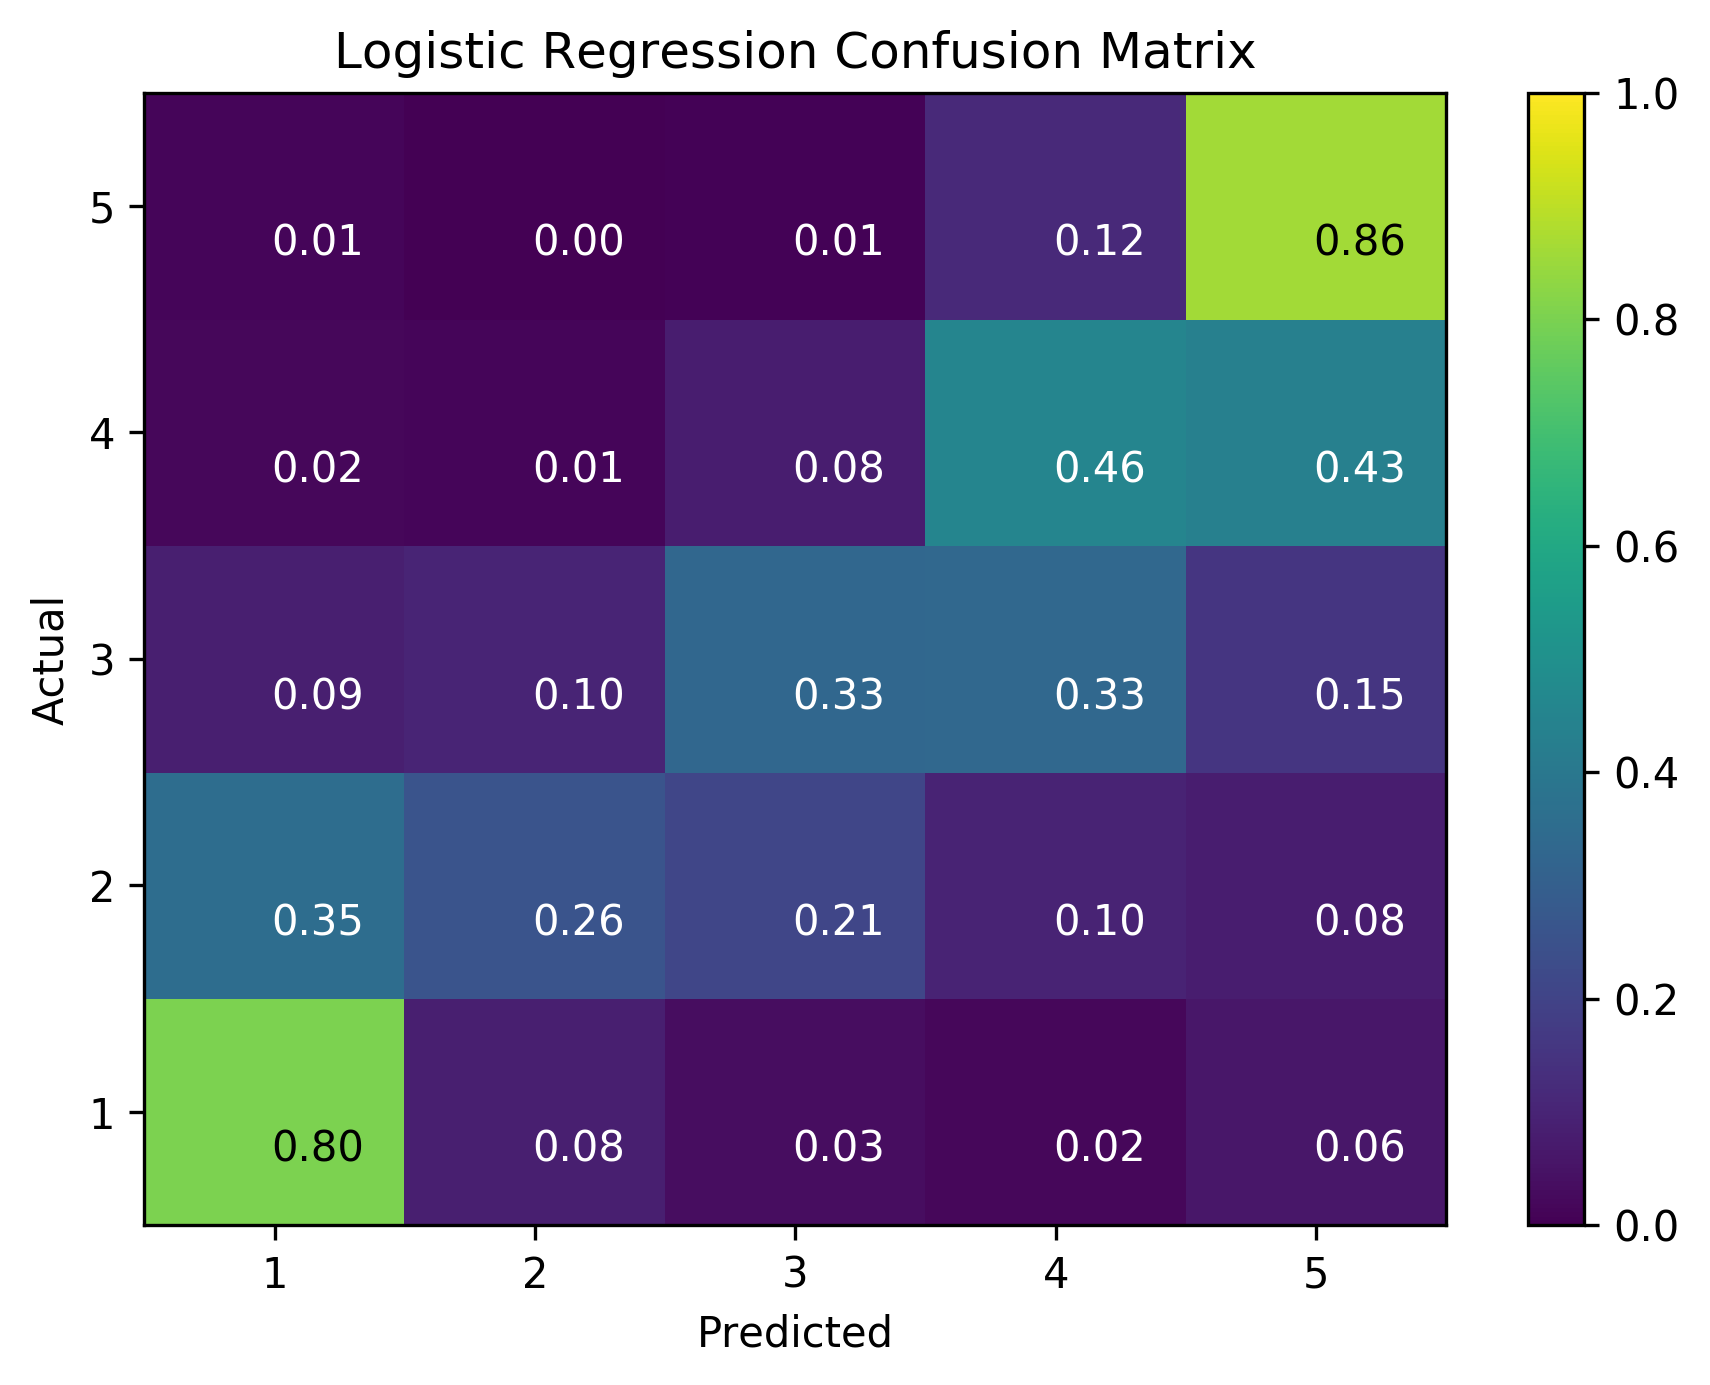 Logistic Regression Confusion Matrix
1.0
5
0.01 0.00 0.01 0.12 0.86
0.8
4
0.02 0.01 0.08 0.46 0.43
0.6
Actual
3
0.09 0.10 0.33 0.33 0.15
0.4
2
0.35 0.26 0.21 0.10 0.08
0.2
1
0.80 0.08 0.03 0.02 0.06
0.0
1 2 3 4 5
Predicted